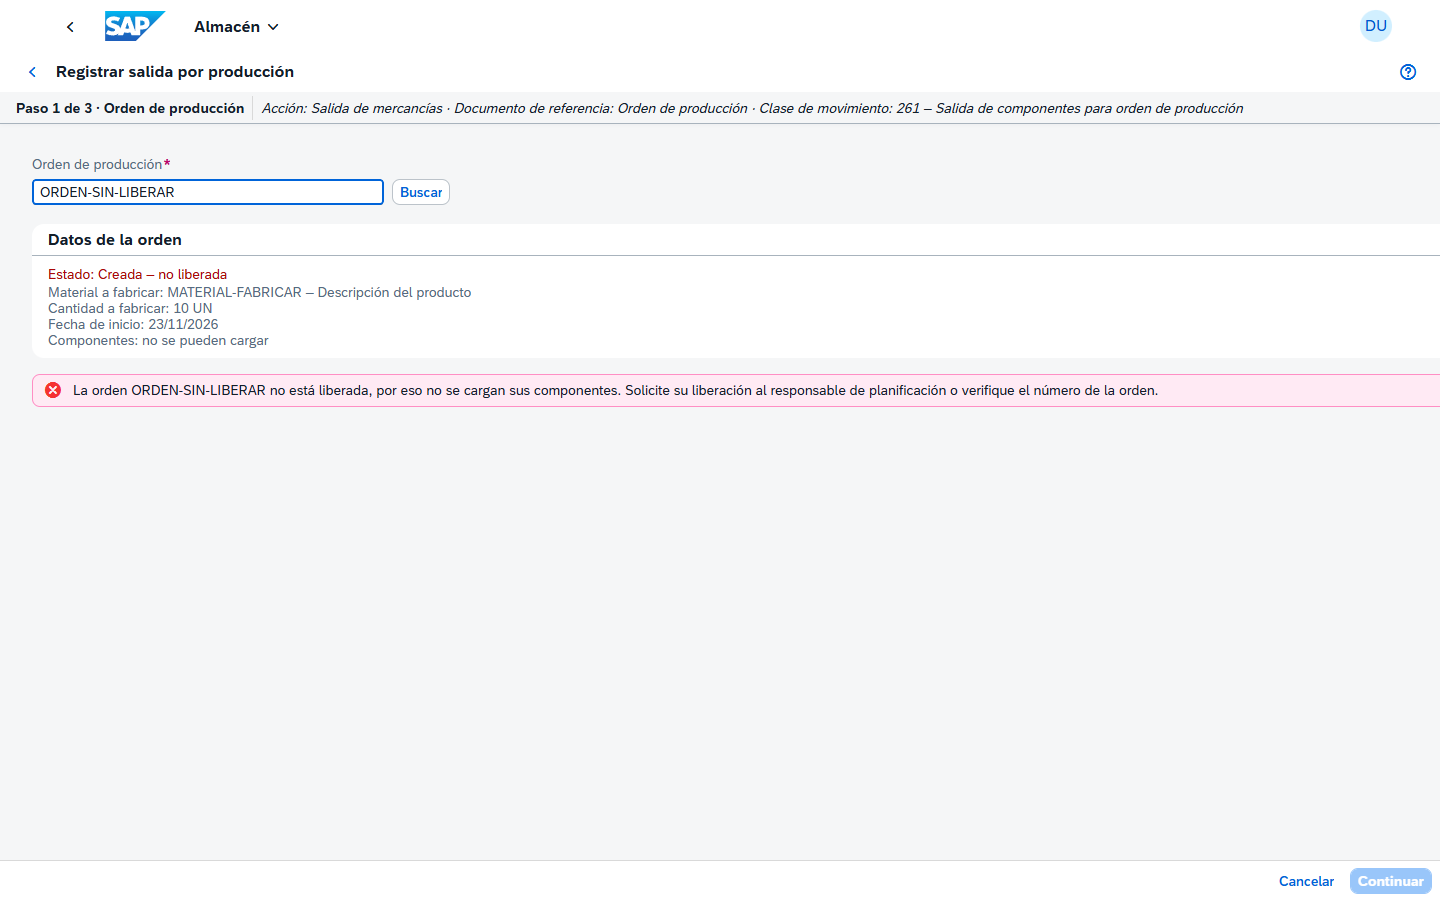 SAP
Almacén
DU
Registrar salida por producción
Paso 1 de 3 · Orden de producción
Acción: Salida de mercancías · Documento de referencia: Orden de producción · Clase de movimiento: 261 – Salida de componentes para orden de producción
Orden de producción*
ORDEN-SIN-LIBERAR
Buscar
Datos de la orden
Estado: Creada – no liberada
Material a fabricar: MATERIAL-FABRICAR – Descripción del producto
Cantidad a fabricar: 10 UN
Fecha de inicio: 23/11/2026
Componentes: no se pueden cargar
La orden ORDEN-SIN-LIBERAR no está liberada, por eso no se cargan sus componentes. Solicite su liberación al responsable de planificación o verifique el número de la orden.
Cancelar
Continuar